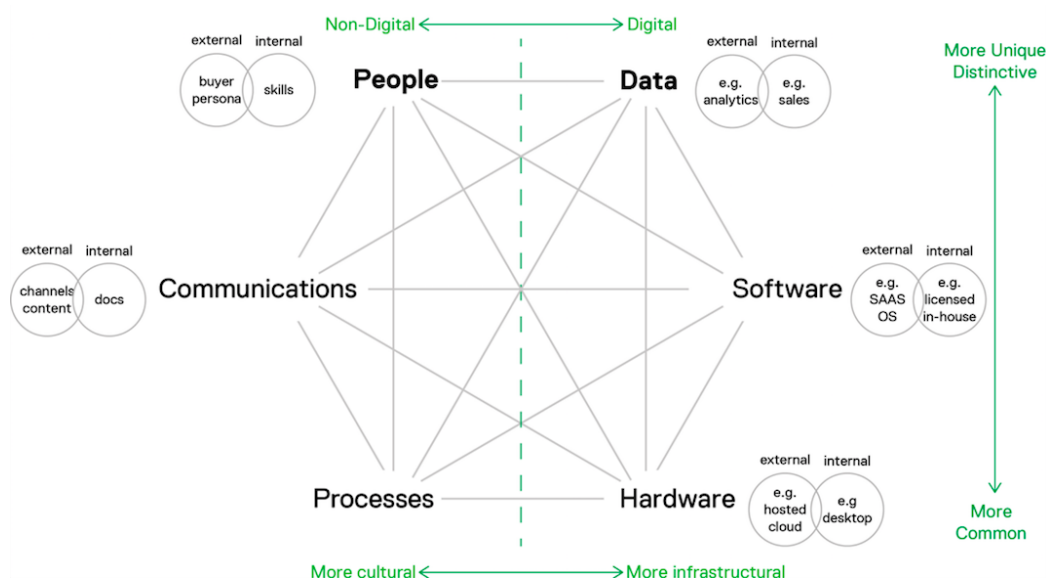 Non-Digital
Digital
external internal
People
Data
external internal
More Unique
Distinctive
buyer
persona
skills
e.g.
analytics
e.g.
sales
external internal
Communications
Software
external internal
channels
content
docs
e.g.
SAAS
OS
e.g.
licensed
in-house
Processes
Hardware
external internal
e.g.
hosted
cloud
e.g
desktop
More
Common
More cultural
More infrastructural